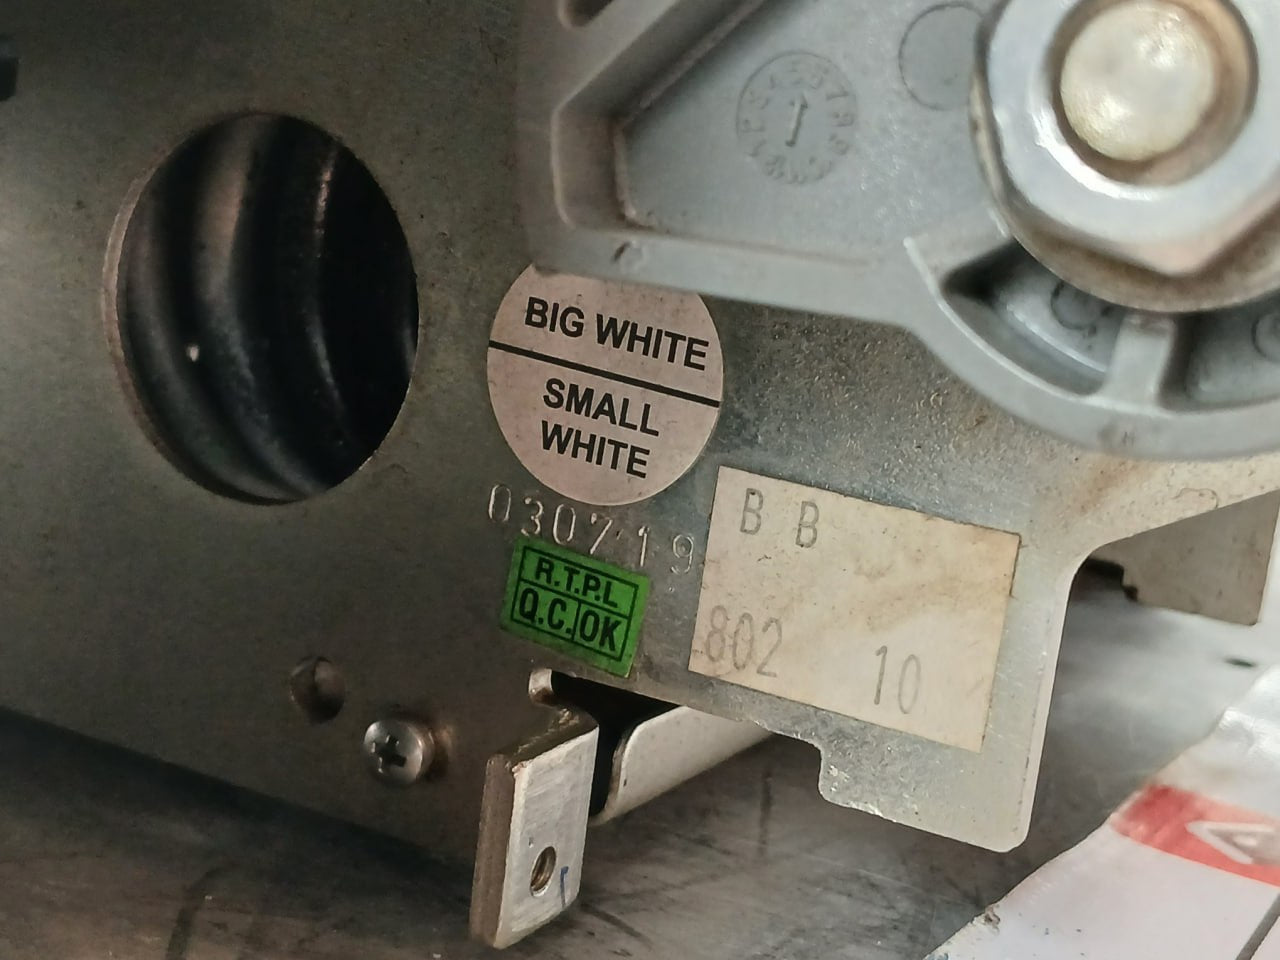 BIG WHITE
SMALL
WHITE
030719
R.T.P.L
Q.C. OK
B B
802 10